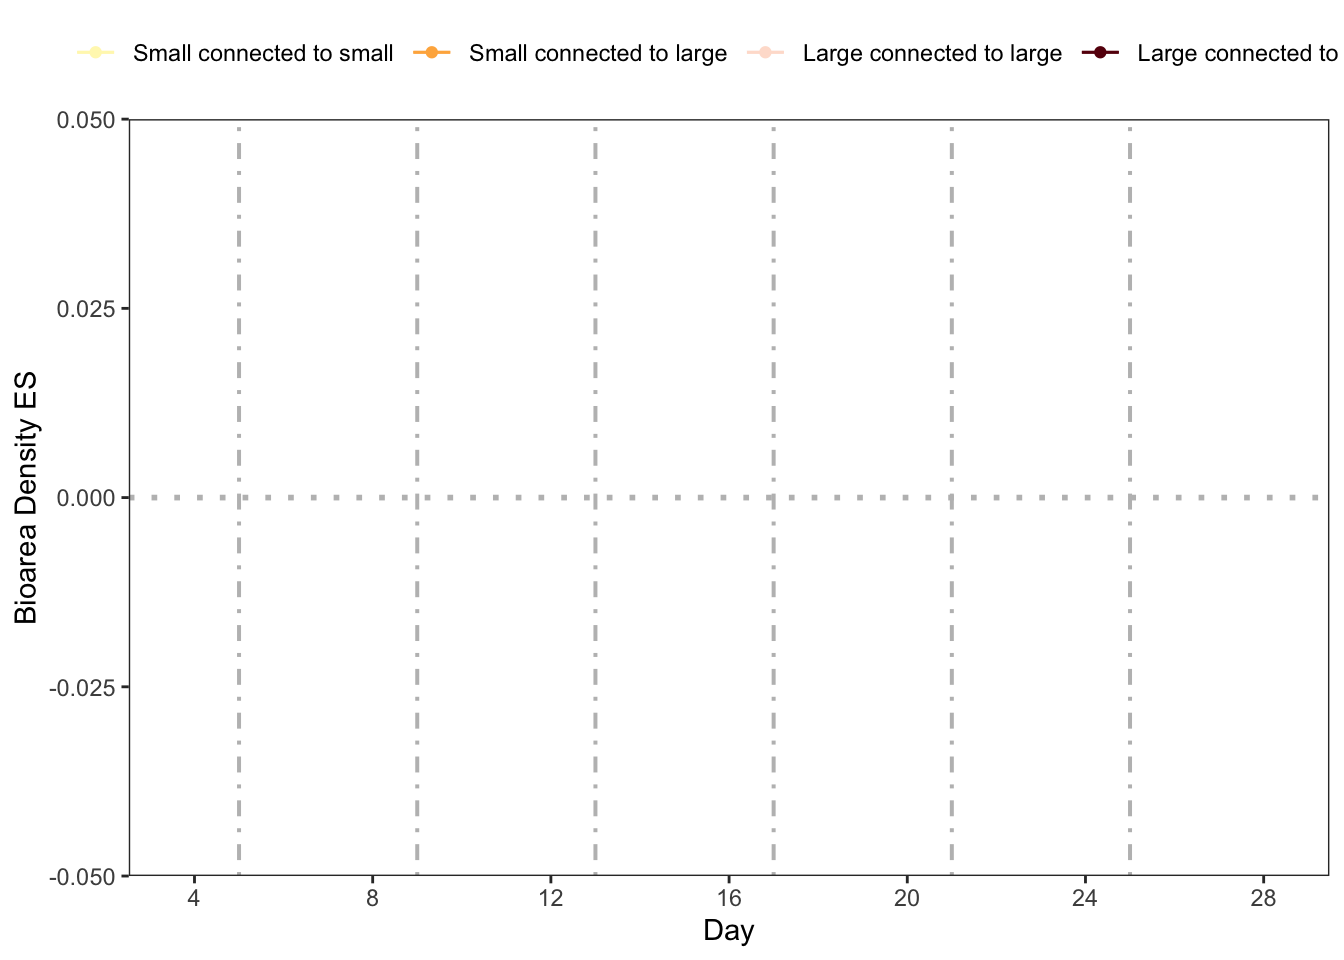 Small connected to small Small connected to large Large connected to large Large connected to
0.050
0.025
0.000
-0.025
-0.050
Bioarea Density ES
4 8 12 16 20 24 28
Day